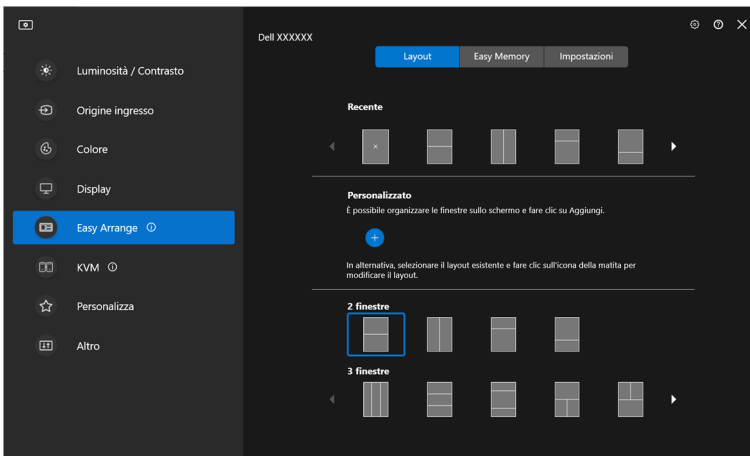 Dell XXXXXX
Luminosità / Contrasto
Origine ingresso
Colore
Display
Easy Arrange
KVM
Personalizza
Altro
Layout
Easy Memory
Impostazioni
Recente
Personalizzato
È possibile organizzare le finestre sullo schermo e fare clic su Aggiungi.
In alternativa, selezionare il layout esistente e fare clic sull'icona della matita per
modificare il layout.
2 finestre
3 finestre